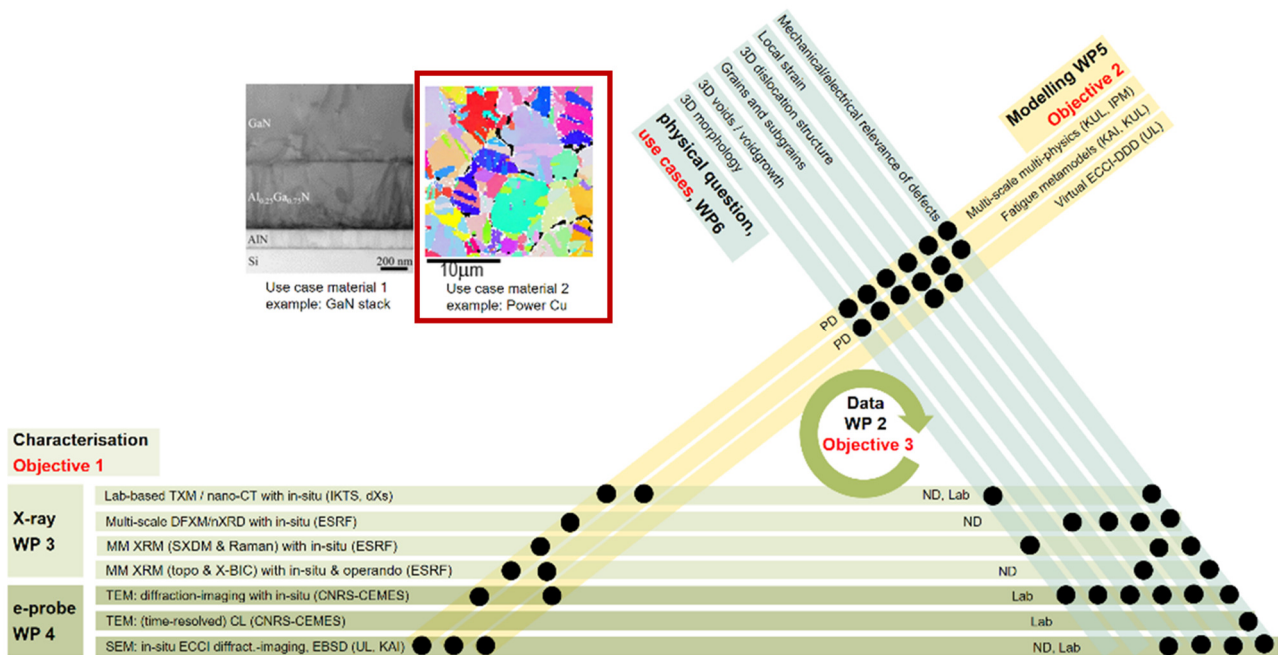 GaN
Al0.25Ga0.75N
AlN
Si
200 nm
Use case material 1
example: GaN stack
10μm
Use case material 2
example: Power Cu
physical question,
use cases, WP6
3D morphology
3D voids / voidgrowth
Grains and subgrains
3D dislocation structure
Local strain
Mechanical/electrical relevance of defects
Modelling WP5
Objective 2
Multi-scale multi-physics (KUL, IPM)
Fatigue metamodels (KAI, KUL)
Virtual ECCI-DDD (UL)
PD
PD
Data
WP 2
Objective 3
Characterisation
Objective 1
X-ray
WP 3
Lab-based TXM / nano-CT with in-situ (IKTS, dXs)
ND, Lab
Multi-scale DFXM/nXRD with in-situ (ESRF)
ND
MM XRM (SXDM & Raman) with in-situ (ESRF)
MM XRM (topo & X-BIC) with in-situ & operando (ESRF)
ND
e-probe
WP 4
TEM: diffraction-imaging with in-situ (CNRS-CEMES)
Lab
TEM: (time-resolved) CL (CNRS-CEMES)
Lab
SEM: in-situ ECCI diffract.-imaging, EBSD (UL, KAI)
ND, Lab